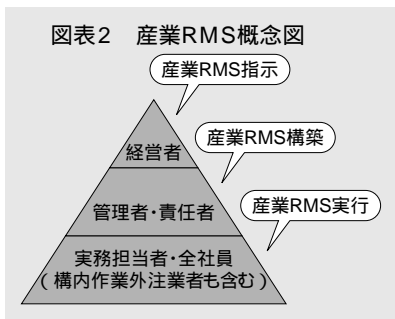 図表2　産業RMS概念図
産業RMS指示
経営者
産業RMS構築
管理者・責任者
産業RMS実行
実務担当者・全社員
(構内作業外注業者も含む)